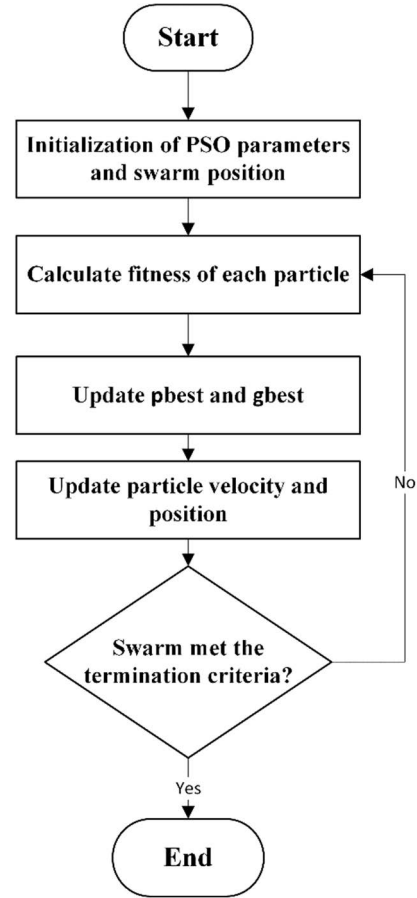 Start
Initialization of PSO parameters
and swarm position
Calculate fitness of each particle
Update pbest and gbest
Update particle velocity and
position
No
Swarm met the
termination criteria?
Yes
End